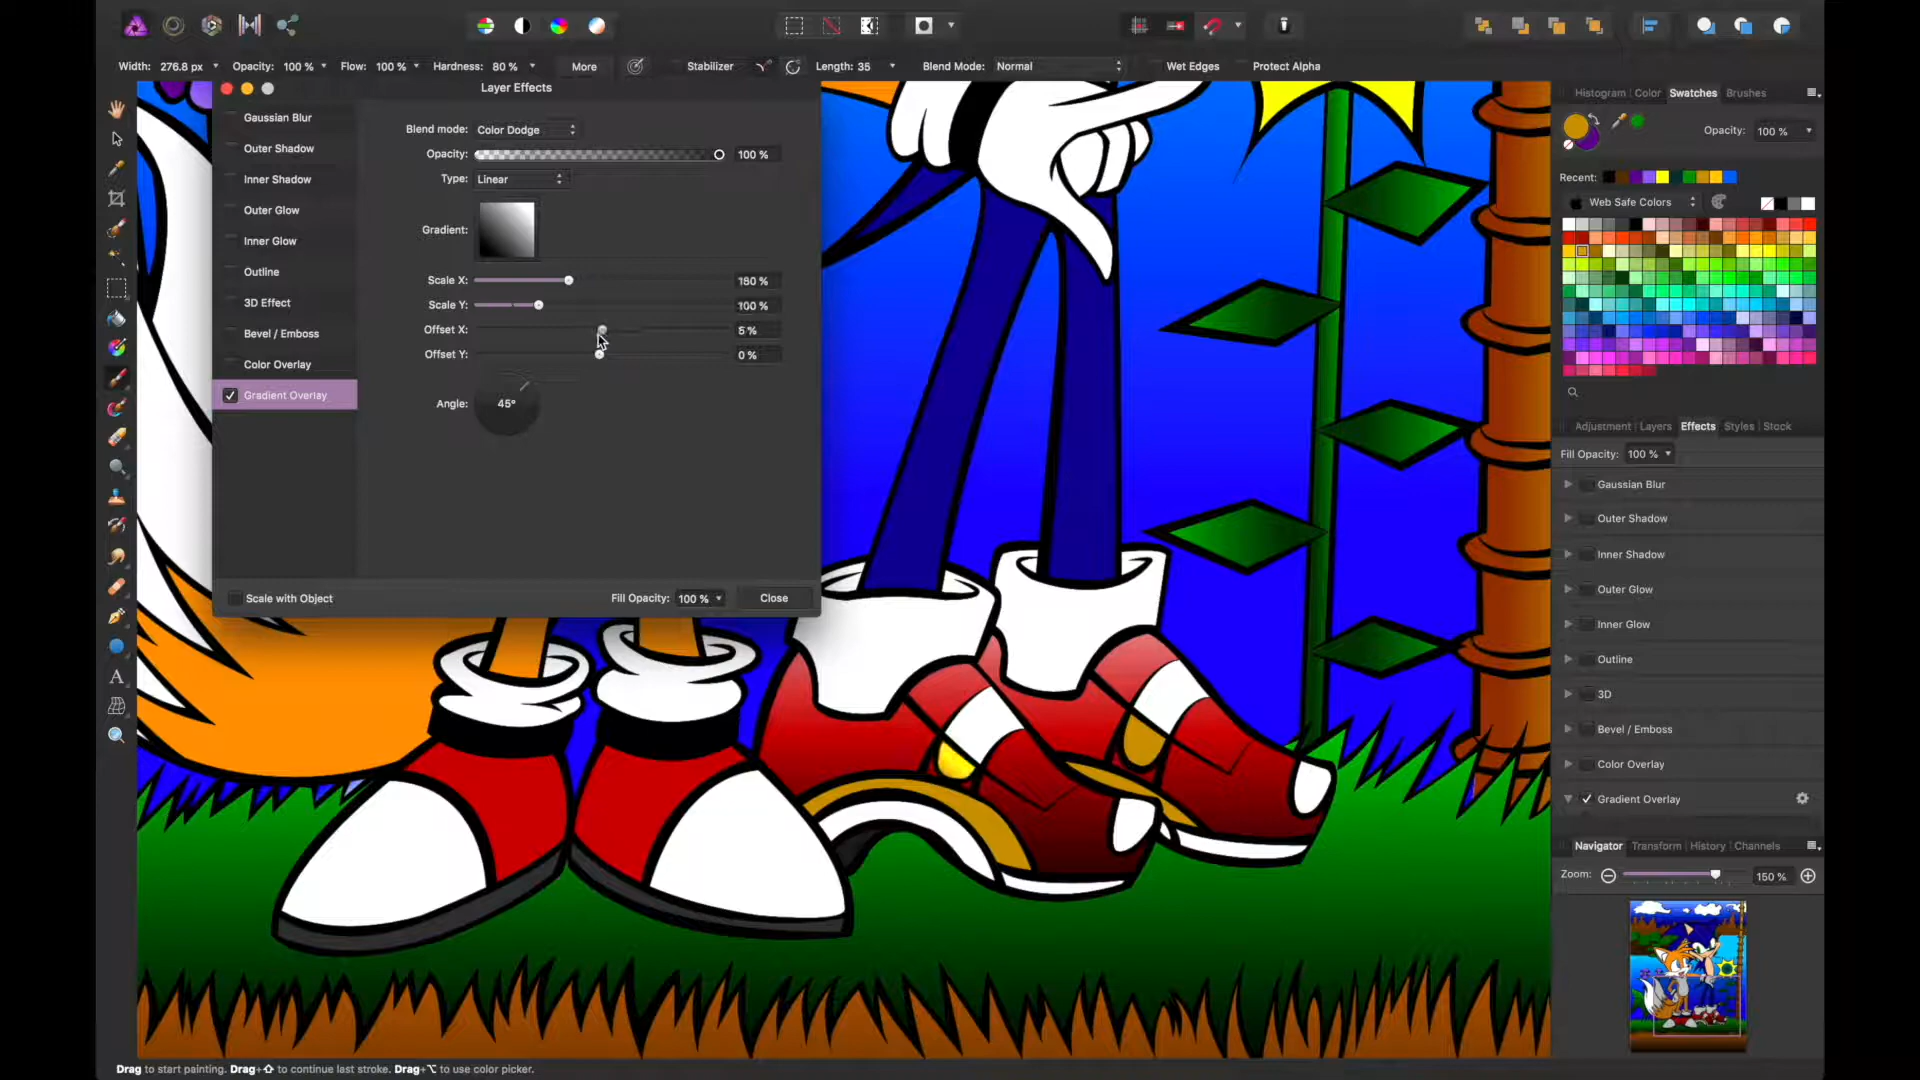 Width: 276.8 px Opacity: 100 % Flow: 100 % Hardness: 80 % More Stabilizer Length: 35 Blend Mode: Normal Wet Edges Protect Alpha
Layer Effects
Gaussian Blur
Outer Shadow
Inner Shadow
Outer Glow
Inner Glow
Outline
3D Effect
Bevel / Emboss
Color Overlay
Gradient Overlay
Blend mode: Color Dodge
Opacity: 100 %
Type: Linear
Gradient:
Scale X: 180 %
Scale Y: 100 %
Offset X: 5 %
Offset Y: 0 %
Angle: 45°
Scale with Object Fill Opacity: 100 % Close
Histogram Color Swatches Brushes
Opacity: 100 %
Recent:
Web Safe Colors
Adjustment Layers Effects Styles Stock
Fill Opacity: 100 %
Gaussian Blur
Outer Shadow
Inner Shadow
Outer Glow
Inner Glow
Outline
3D
Bevel / Emboss
Color Overlay
Gradient Overlay
Navigator Transform History Channels
Zoom: 150 %
Drag to start painting. Drag+⇧ to continue last stroke. Drag+⌥ to use color picker.